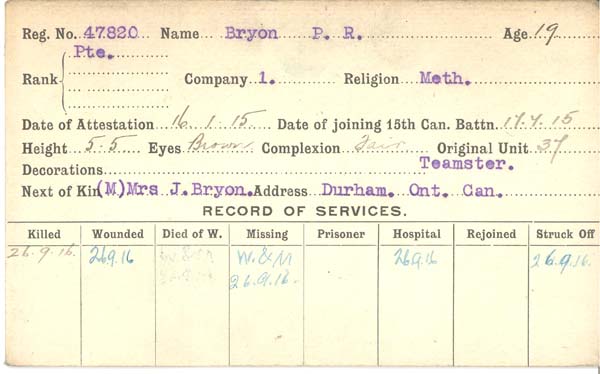 Reg. No. 47820 Name Bryon P. R. Age 19
Pte.
Rank Company 1. Religion Meth.
Date of Attestation 16.1.15. Date of joining 15th Can. Battn. 17.7.15
Height 5-5 Eyes Brown Complexion Fair Original Unit 37
Decorations Teamster.
Next of Kin (M) Mrs J. Bryon. Address Durham. Ont. Can.
RECORD OF SERVICES.
Killed Wounded Died of W. Missing Prisoner Hospital Rejoined Struck Off
26.9.16. 26.9.16 W & M W. & M 26.9.16 26.9.16.
26.9.16.